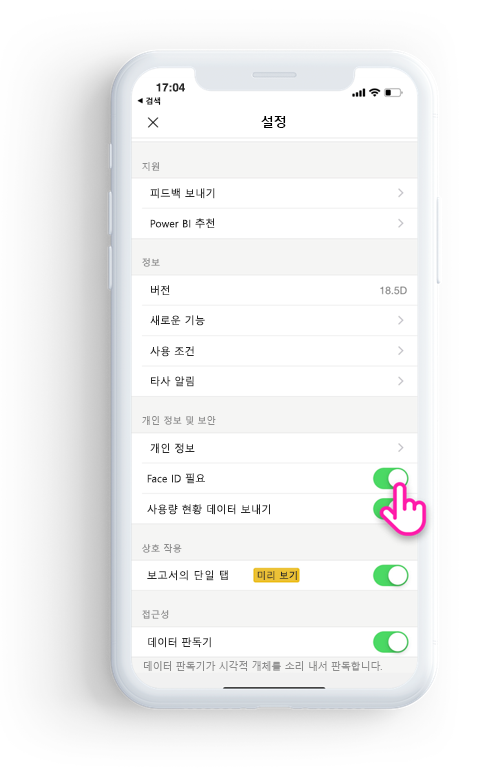 17:04
◀ 검색
설정
지원
피드백 보내기
Power BI 추천
정보
버전 18.5D
새로운 기능
사용 조건
타사 알림
개인 정보 및 보안
개인 정보
Face ID 필요
사용량 현황 데이터 보내기
상호 작용
보고서의 단일 탭 미리 보기
접근성
데이터 판독기
데이터 판독기가 시각적 개체를 소리 내서 판독합니다.